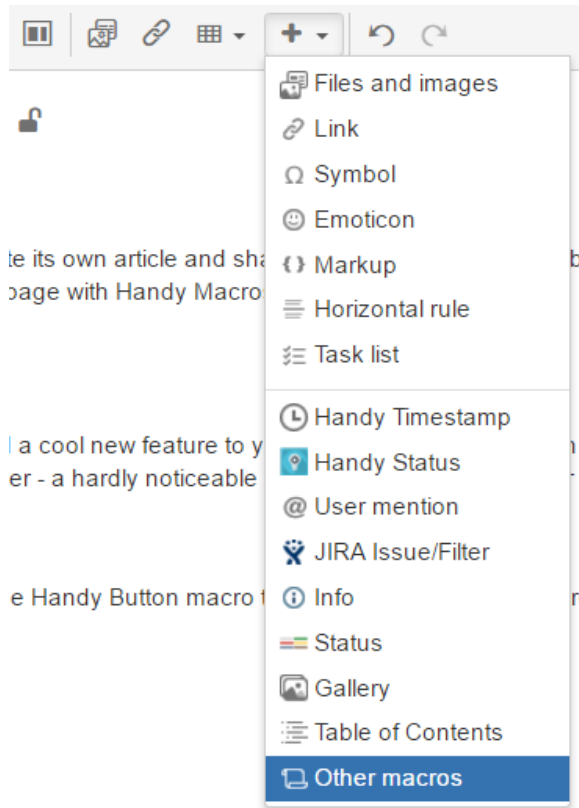 Files and images
Link
Symbol
Emoticon
te its own article and sha
Markup
b
page with Handy Macro
Horizontal rule
Task list
Handy Timestamp
a cool new feature to y
Handy Status
er - a hardly noticeable
User mention
JIRA Issue/Filter
e Handy Button macro t
Info
Status
Gallery
Table of Contents
Other macros